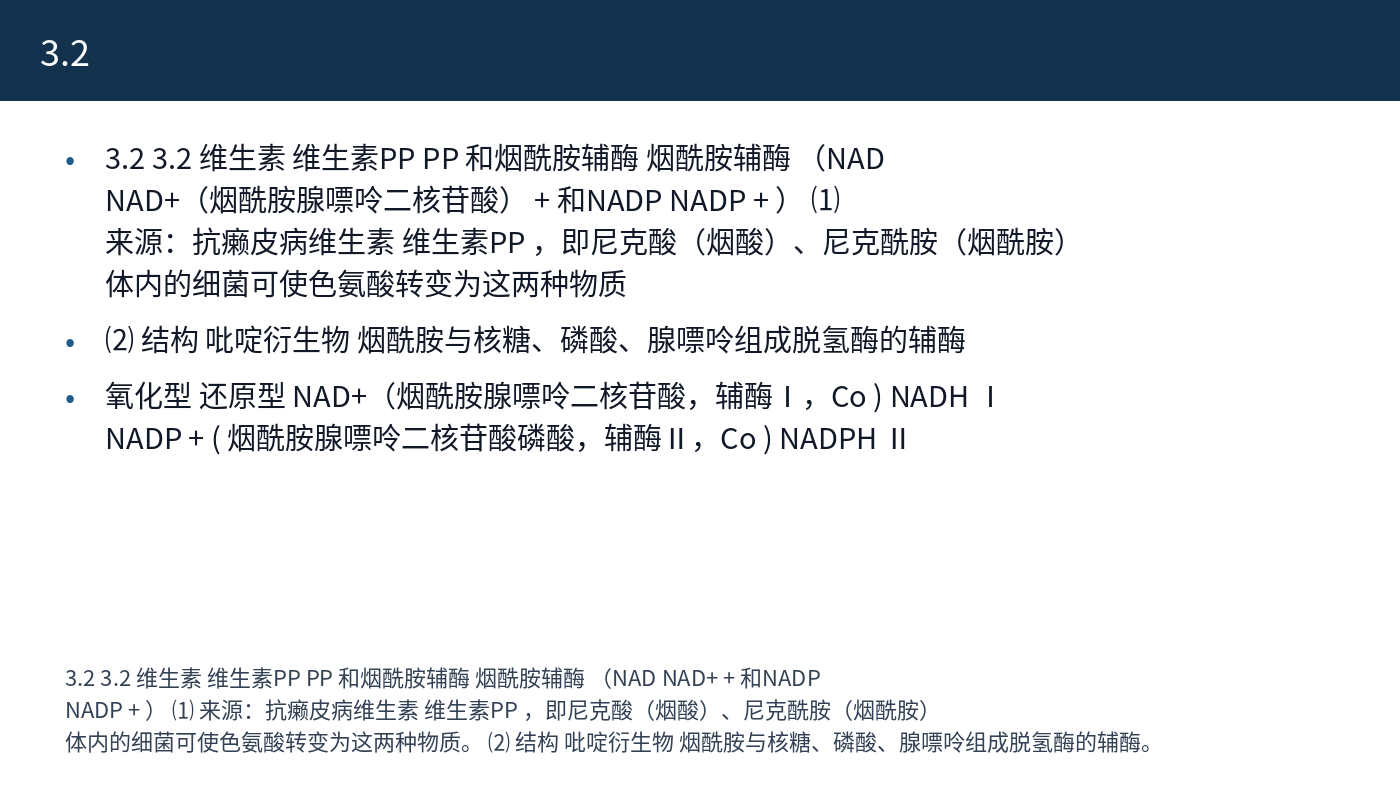 3.2
• 3.2 3.2 维生素 维生素PP PP 和烟酰胺辅酶 烟酰胺辅酶 （NAD
NAD+（烟酰胺腺嘌呤二核苷酸） + 和NADP NADP + ） ⑴
来源：抗癞皮病维生素 维生素PP ，即尼克酸（烟酸）、尼克酰胺（烟酰胺）
体内的细菌可使色氨酸转变为这两种物质
• ⑵ 结构 吡啶衍生物 烟酰胺与核糖、磷酸、腺嘌呤组成脱氢酶的辅酶
• 氧化型 还原型 NAD+（烟酰胺腺嘌呤二核苷酸，辅酶Ⅰ，Co ) NADH Ⅰ
NADP + ( 烟酰胺腺嘌呤二核苷酸磷酸，辅酶Ⅱ，Co ) NADPH Ⅱ
3.2 3.2 维生素 维生素PP PP 和烟酰胺辅酶 烟酰胺辅酶 （NAD NAD+ + 和NADP
NADP + ） ⑴ 来源：抗癞皮病维生素 维生素PP ，即尼克酸（烟酸）、尼克酰胺（烟酰胺）
体内的细菌可使色氨酸转变为这两种物质。 ⑵ 结构 吡啶衍生物 烟酰胺与核糖、磷酸、腺嘌呤组成脱氢酶的辅酶。